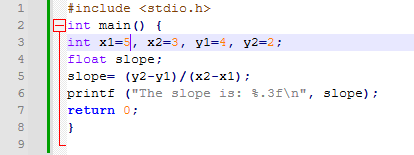 1 #include <stdio.h>
2 int main() {
3 int x1=5, x2=3, y1=4, y2=2;
4 float slope;
5 slope= (y2-y1)/(x2-x1);
6 printf ("The slope is: %.3f\n", slope);
7 return 0;
8 }
9